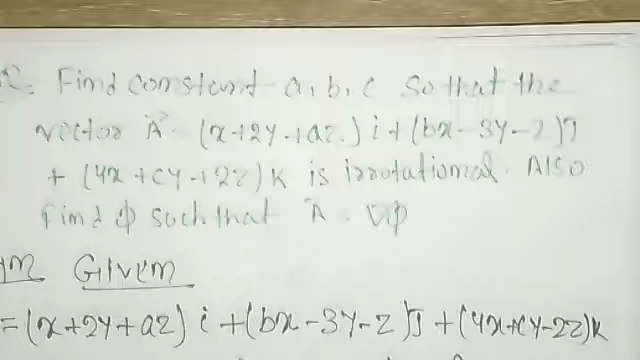 Find constant a, b, c so that the
vector A = (x+2y+az) i + (bx-3y-z)J
+ (4x+cy+2z) k is irrotational. Also
find φ such that A = ∇φ
Given
=(x+2y+az) i +(bx-3y-z)J +(4x+cy-2z)k